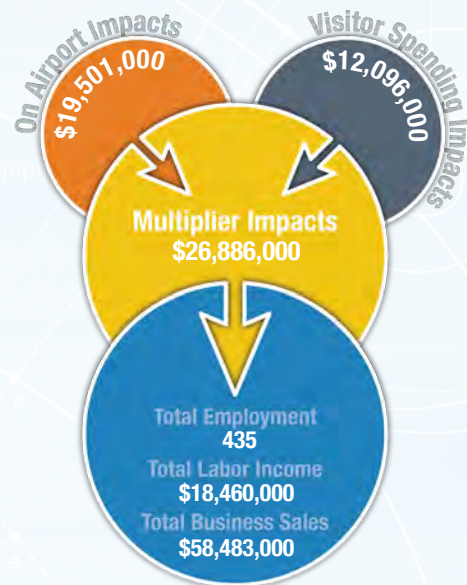 On Airport Impacts
$19,501,000
Visitor Spending Impacts
$12,096,000
Multiplier Impacts
$26,886,000
Total Employment
435
Total Labor Income
$18,460,000
Total Business Sales
$58,483,000